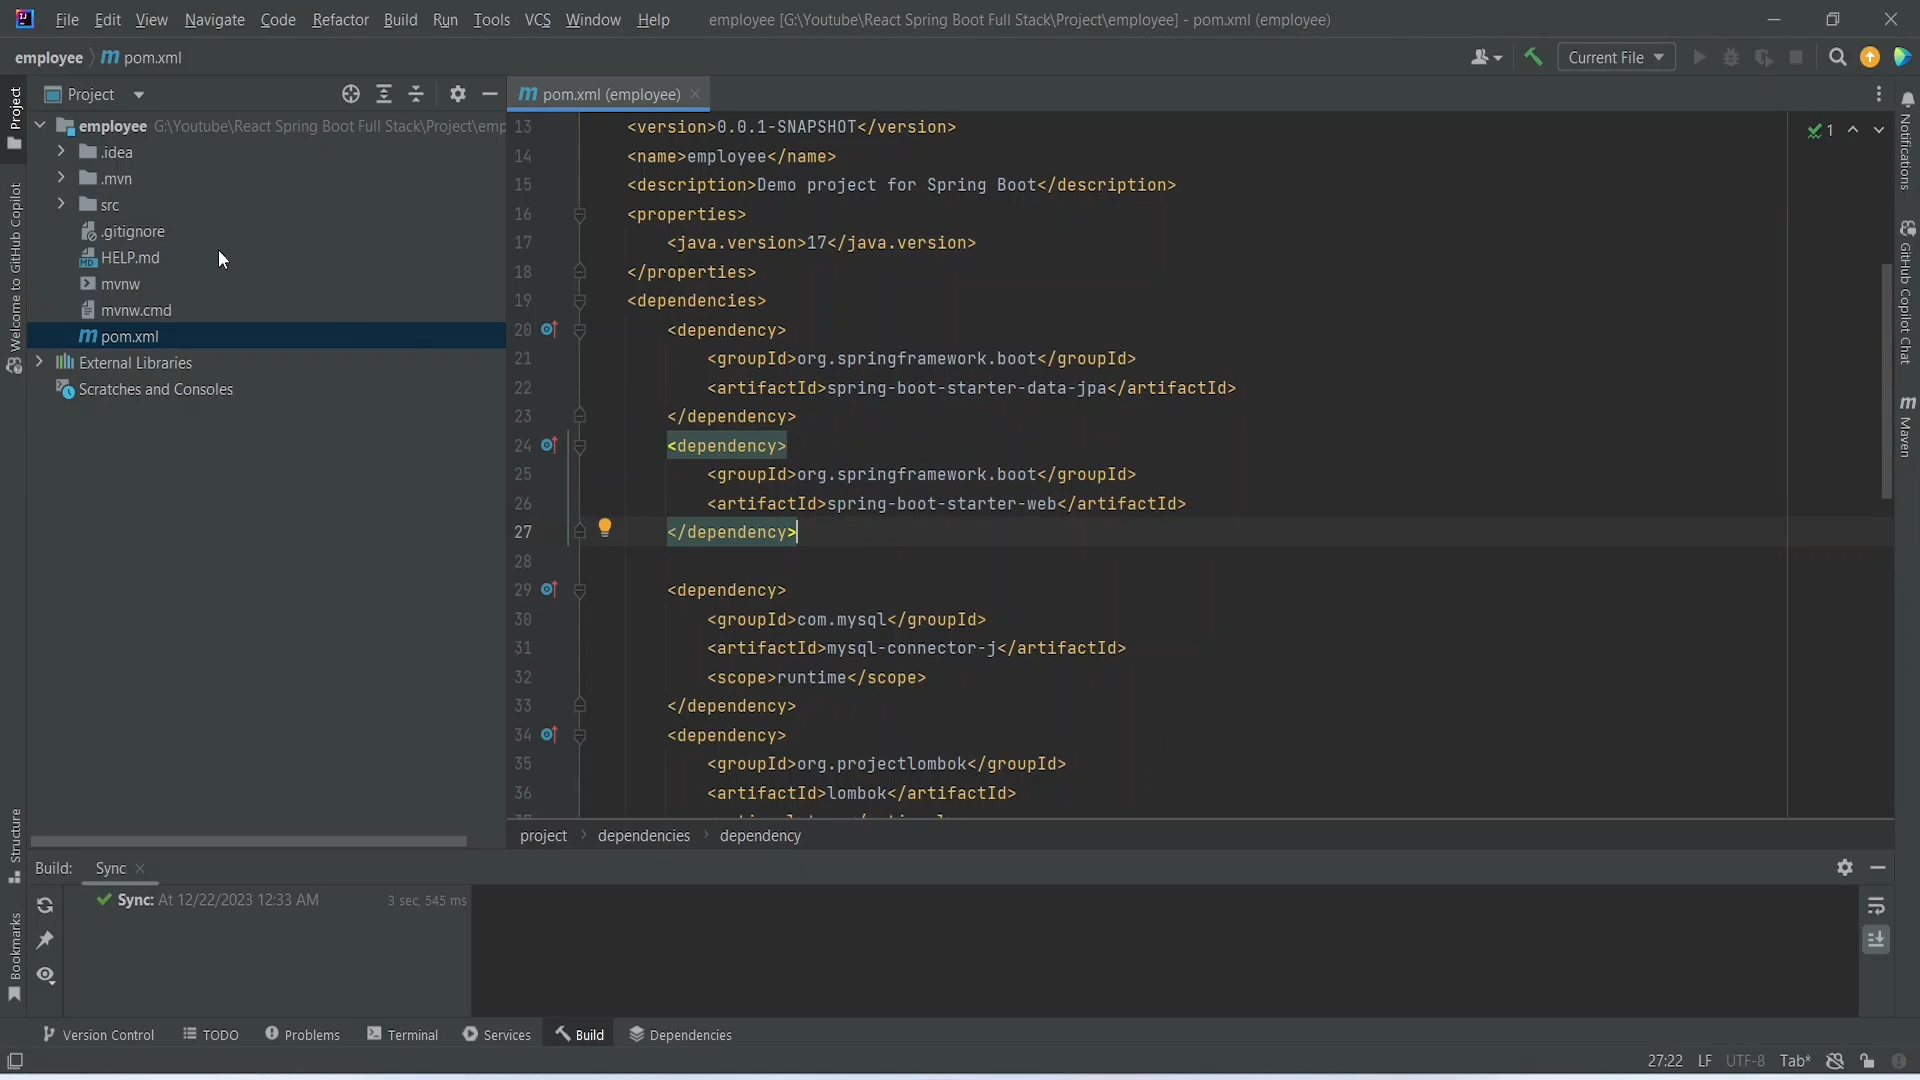 File Edit View Navigate Code Refactor Build Run Tools VCS Window Help employee [G:\Youtube\React Spring Boot Full Stack\Project\employee] - pom.xml (employee)
employee m pom.xml
Current File
Project
pom.xml (employee)
employee G:\Youtube\React Spring Boot Full Stack\Project\emp
.idea
.mvn
src
.gitignore
HELP.md
mvnw
mvnw.cmd
pom.xml
External Libraries
Scratches and Consoles
13 <version>0.0.1-SNAPSHOT</version>
14 <name>employee</name>
15 <description>Demo project for Spring Boot</description>
16 <properties>
17 <java.version>17</java.version>
18 </properties>
19 <dependencies>
20 <dependency>
21 <groupId>org.springframework.boot</groupId>
22 <artifactId>spring-boot-starter-data-jpa</artifactId>
23 </dependency>
24 <dependency>
25 <groupId>org.springframework.boot</groupId>
26 <artifactId>spring-boot-starter-web</artifactId>
27 </dependency>
28
29 <dependency>
30 <groupId>com.mysql</groupId>
31 <artifactId>mysql-connector-j</artifactId>
32 <scope>runtime</scope>
33 </dependency>
34 <dependency>
35 <groupId>org.projectlombok</groupId>
36 <artifactId>lombok</artifactId>
1
project dependencies dependency
Project
Welcome to GitHub Copilot
Structure
Bookmarks
Notifications
GitHub Copilot Chat
Maven
Build: Sync
Sync: At 12/22/2023 12:33 AM 3 sec, 545 ms
Version Control TODO Problems Terminal Services Build Dependencies
27:22 LF UTF-8 Tab*